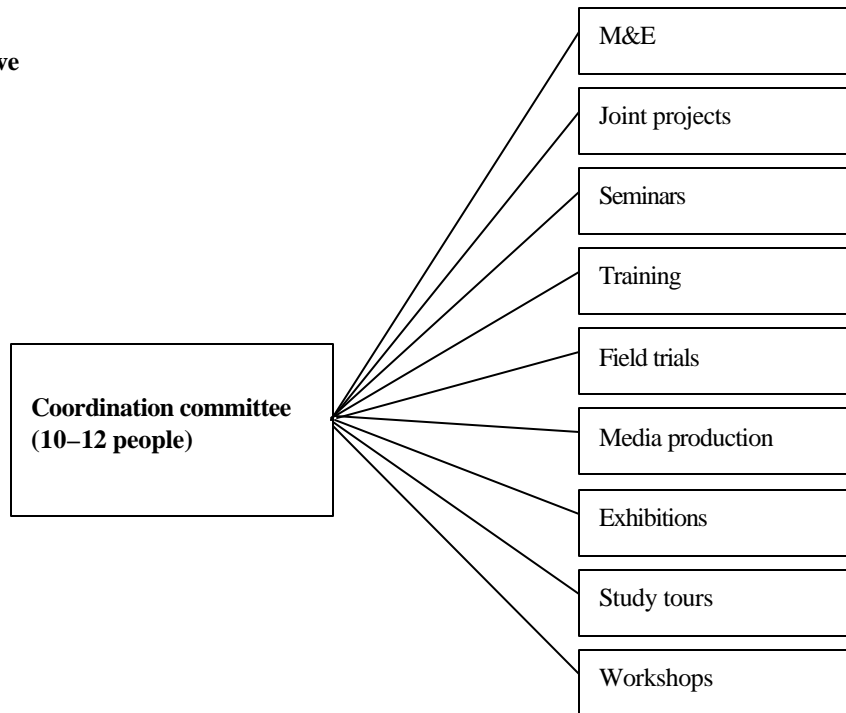 M&E
Joint projects
Seminars
Training
Field trials
Coordination committee
(10–12 people)
Media production
Exhibitions
Study tours
Workshops